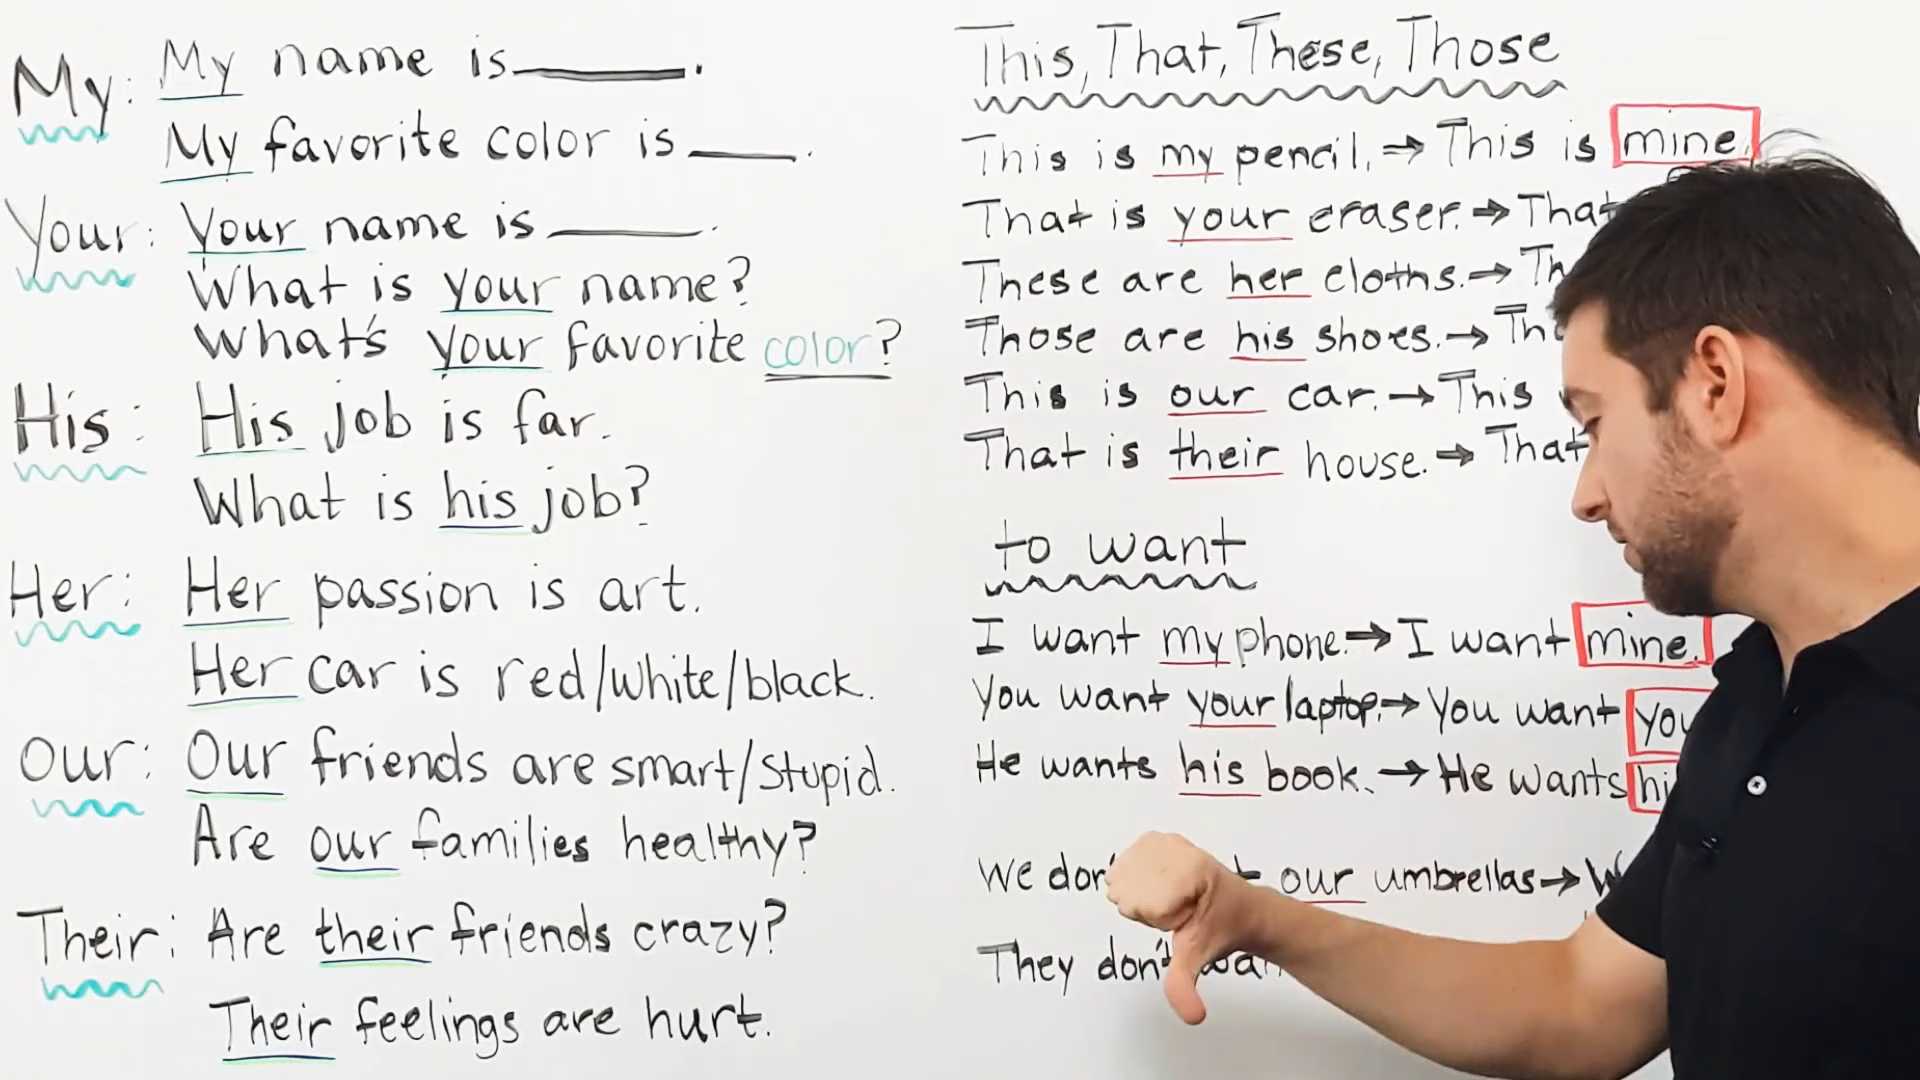 My: My name is ____.
My favorite color is ____.
Your: Your name is ____.
What is your name?
What's your favorite color?
His: His job is far.
What is his job?
Her: Her passion is art.
Her car is red/white/black.
Our: Our friends are smart/stupid.
Are our families healthy?
Their: Are their friends crazy?
Their feelings are hurt.
This, That, These, Those
This is my pencil. → This is mine.
That is your eraser. → That
These are her cloths. →
Those are his shoes. →
This is our car. → This
That is their house. → That
to want
I want my phone. → I want mine.
You want your laptop. → You want
He wants his book. → He wants
We our umbrellas →
They don't